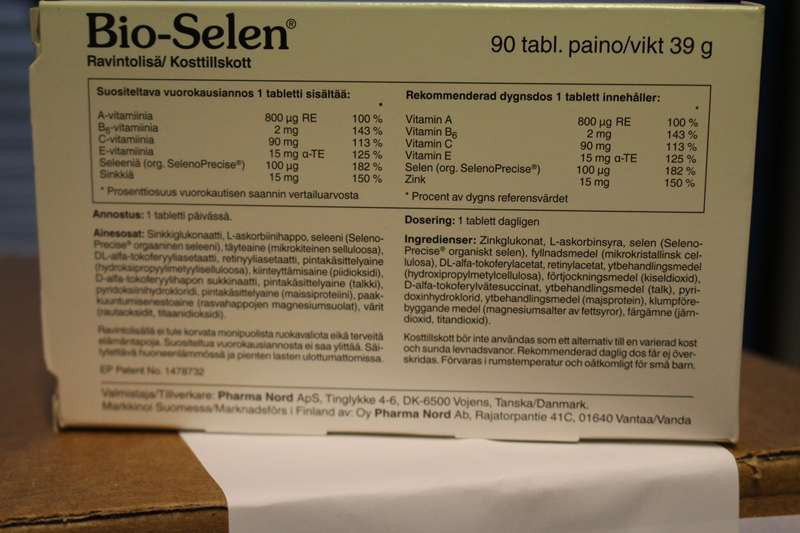 Bio-Selen®
Ravintolisä/ Kosttillskott
90 tabl. paino/vikt 39 g
Suositeltava vuorokausiannos 1 tabletti sisältää:
*
A-vitamiinia 800 µg RE 100 %
B6-vitamiinia 2 mg 143 %
C-vitamiinia 90 mg 113 %
E-vitamiinia 15 mg α-TE 125 %
Seleeniä (org. SelenoPrecise®) 100 µg 182 %
Sinkkiä 15 mg 150 %
* Prosenttiosuus vuorokautisen saannin vertailuarvosta
Rekommenderad dygnsdos 1 tablett innehåller:
*
Vitamin A 800 µg RE 100 %
Vitamin B6 2 mg 143 %
Vitamin C 90 mg 113 %
Vitamin E 15 mg α-TE 125 %
Selen (org. SelenoPrecise®) 100 µg 182 %
Zink 15 mg 150 %
* Procent av dygns referensvärdet
Annostus: 1 tabletti päivässä.
Ainesosat: Sinkkiglukonaatti, L-askorbiinihappo, seleeni (Seleno-
Precise® orgaaninen seleeni), täyteaine (mikrokiteinen selluloosa),
DL-alfa-tokoferyyliasetaatti, retinyyliasetaatti, pintakäsittelyaine
(hydroksipropyylimetyyliselluloosa), kiinteyttämisaine (piidioksidi),
D-alfa-tokoferyylihapon sukkinaatti, pintakäsittelyaine (talkki),
pyridoksiinihydrokloridi, pintakäsittelyaine (maissiproteiini), paak-
kuuntumisenestoaine (rasvahappojen magnesiumsuolat), värit
(rautaoksidit, titaanidioksidi).
Ravintolisällä ei tule korvata monipuolista ruokavaliota eikä terveitä
elämäntapoja. Suositeltua vuorokausiannosta ei saa ylittää. Säi-
lytettävä huoneenlämmössä ja pienten lasten ulottumattomissa.
EP Patent No. 1478732
Dosering: 1 tablett dagligen
Ingredienser: Zinkglukonat, L-askorbinsyra, selen (Seleno-
Precise® organiskt selen), fyllnadsmedel (mikrokristallinsk cel-
lulosa), DL-alfa-tokoferylacetat, retinylacetat, ytbehandlingsmedel
(hydroxipropylmetylcellulosa), förtjockningsmedel (kiseldioxid),
D-alfa-tokoferylvätesuccinat, ytbehandlingsmedel (talk), pyri-
doxinhydroklorid, ytbehandlingsmedel (majsprotein), klumpföre-
byggande medel (magnesiumsalter av fettsyror), färgämne (järn-
dioxid, titandioxid).
Kosttillskott bör inte användas som ett alternativ till en varierad kost
och sunda levnadsvanor. Rekommenderad daglig dos får ej över-
skridas. Förvaras i rumstemperatur och oåtkomligt för små barn.
Valmistaja/Tillverkare: Pharma Nord ApS, Tinglykke 4-6, DK-6500 Vojens, Tanska/Danmark.
Markkinoi Suomessa/Marknadsförs i Finland av: Oy Pharma Nord Ab, Rajatorpantie 41C, 01640 Vantaa/Vanda